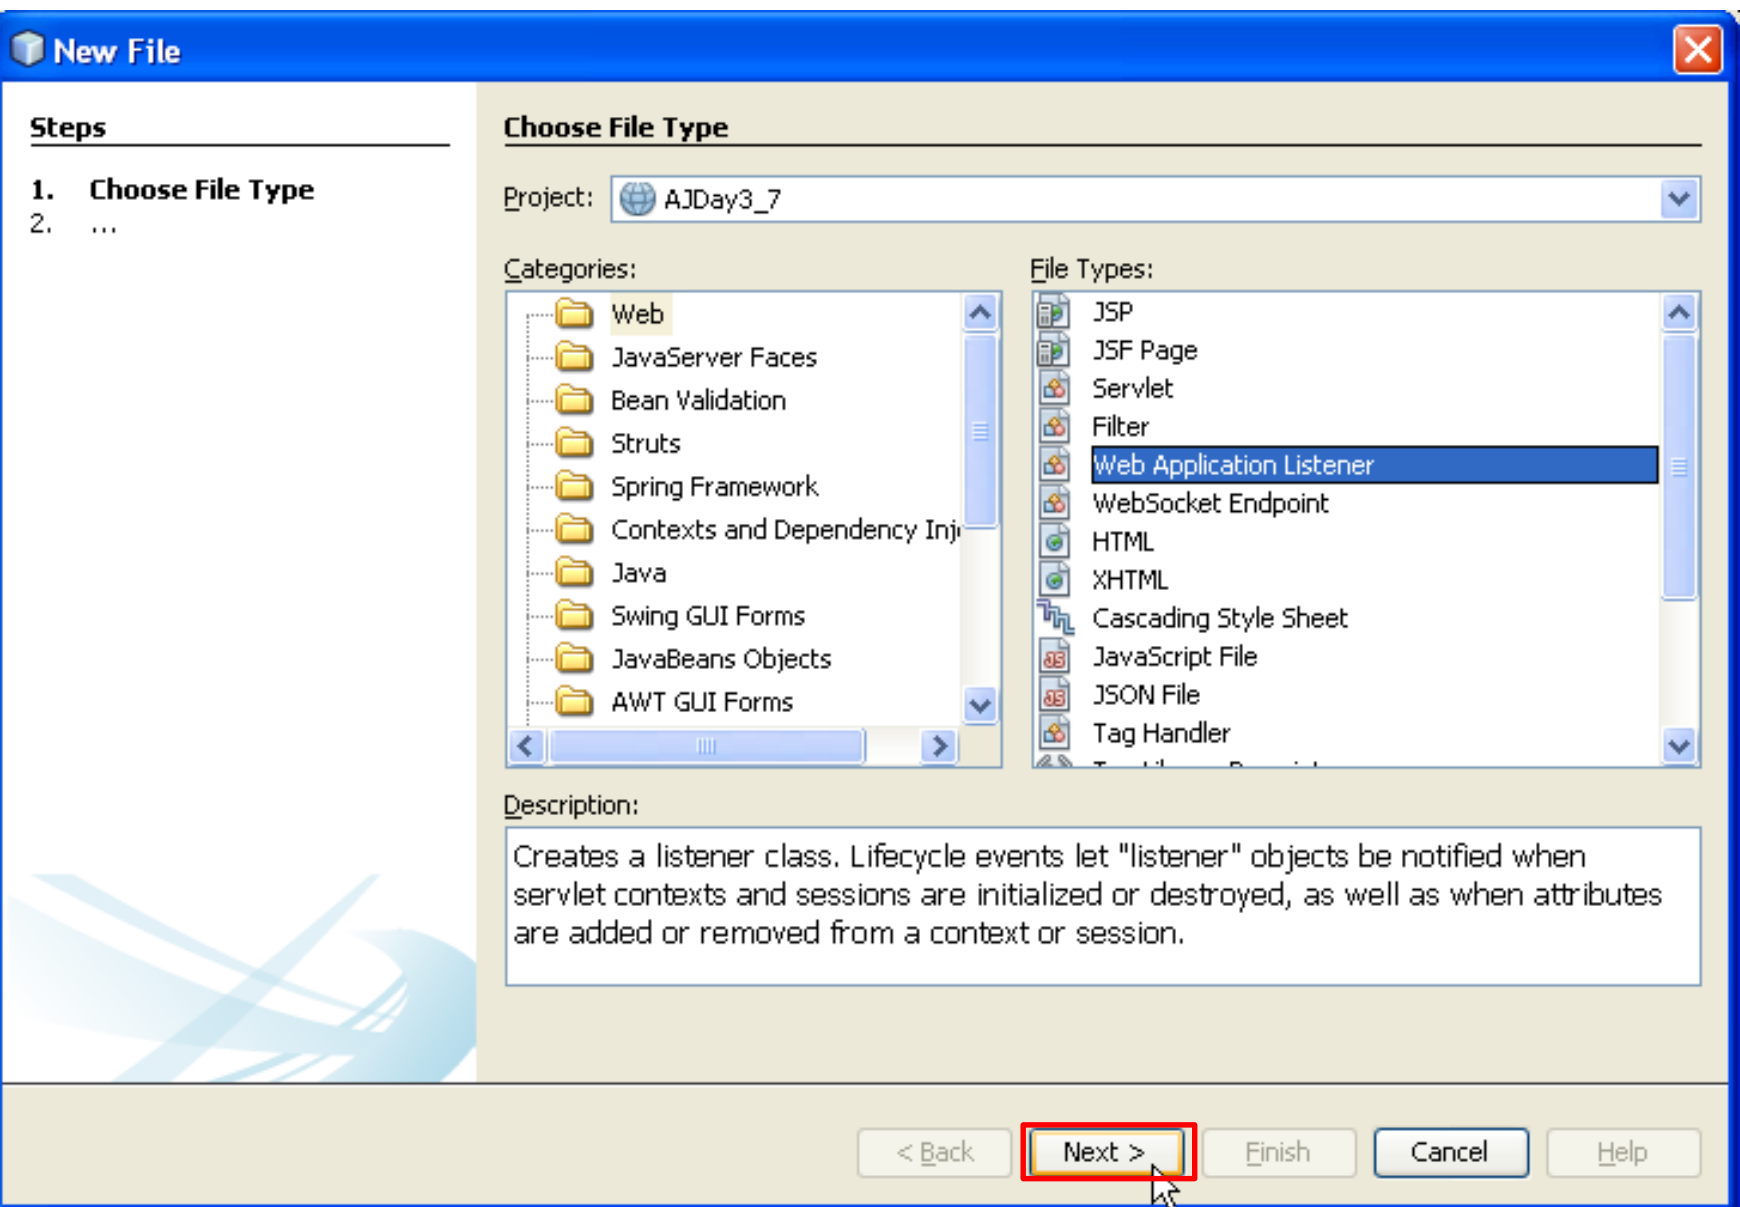 New File
Steps
1. Choose File Type
2. ...
Choose File Type
Project: AJDay3_7
Categories:
Web
JavaServer Faces
Bean Validation
Struts
Spring Framework
Contexts and Dependency Inj
Java
Swing GUI Forms
JavaBeans Objects
AWT GUI Forms
File Types:
JSP
JSF Page
Servlet
Filter
Web Application Listener
WebSocket Endpoint
HTML
XHTML
Cascading Style Sheet
JavaScript File
JSON File
Tag Handler
Description:
Creates a listener class. Lifecycle events let "listener" objects be notified when
servlet contexts and sessions are initialized or destroyed, as well as when attributes
are added or removed from a context or session.
< Back
Next >
Finish
Cancel
Help